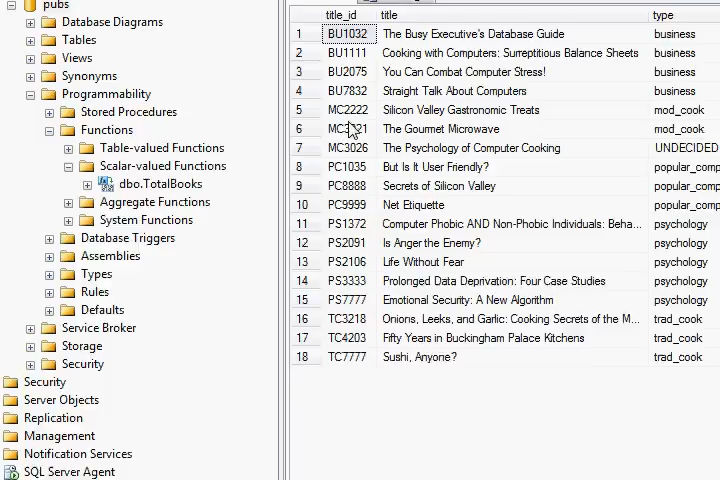 pubs
Database Diagrams
Tables
Views
Synonyms
Programmability
Stored Procedures
Functions
Table-valued Functions
Scalar-valued Functions
dbo.TotalBooks
Aggregate Functions
System Functions
Database Triggers
Assemblies
Types
Rules
Defaults
Service Broker
Storage
Security
Security
Server Objects
Replication
Management
Notification Services
SQL Server Agent
title_id title type
1 BU1032 The Busy Executive's Database Guide business
2 BU1111 Cooking with Computers: Surreptitious Balance Sheets business
3 BU2075 You Can Combat Computer Stress! business
4 BU7832 Straight Talk About Computers business
5 MC2222 Silicon Valley Gastronomic Treats mod_cook
6 The Gourmet Microwave mod_cook
7 MC3026 The Psychology of Computer Cooking UNDECIDED
8 PC1035 But Is It User Friendly? popular_comp
9 PC8888 Secrets of Silicon Valley popular_comp
10 PC9999 Net Etiquette popular_comp
11 PS1372 Computer Phobic AND Non-Phobic Individuals: Beha... psychology
12 PS2091 Is Anger the Enemy? psychology
13 PS2106 Life Without Fear psychology
14 PS3333 Prolonged Data Deprivation: Four Case Studies psychology
15 PS7777 Emotional Security: A New Algorithm psychology
16 TC3218 Onions, Leeks, and Garlic: Cooking Secrets of the M... trad_cook
17 TC4203 Fifty Years in Buckingham Palace Kitchens trad_cook
18 TC7777 Sushi, Anyone? trad_cook